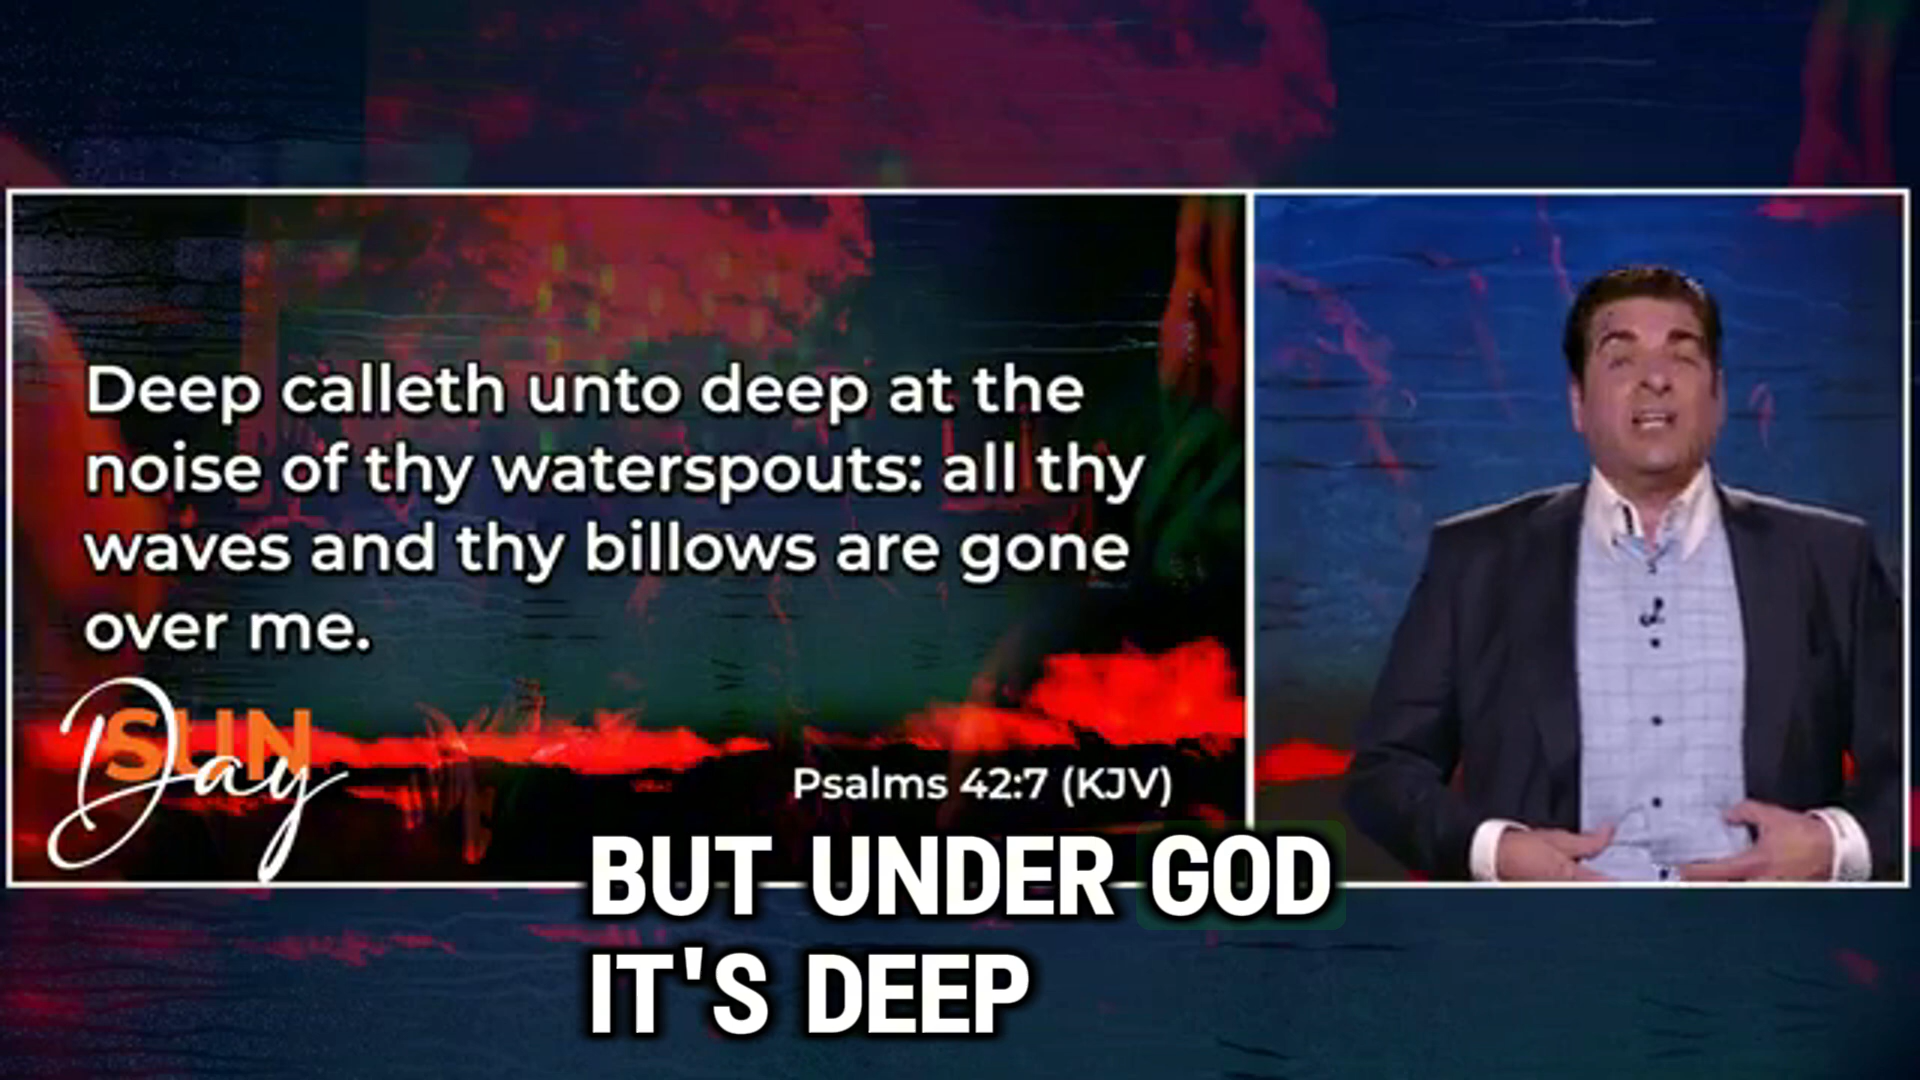 Deep calleth unto deep at the
noise of thy waterspouts: all thy
waves and thy billows are gone
over me.
SUN
Day
Psalms 42:7 (KJV)
BUT UNDER GOD
IT'S DEEP